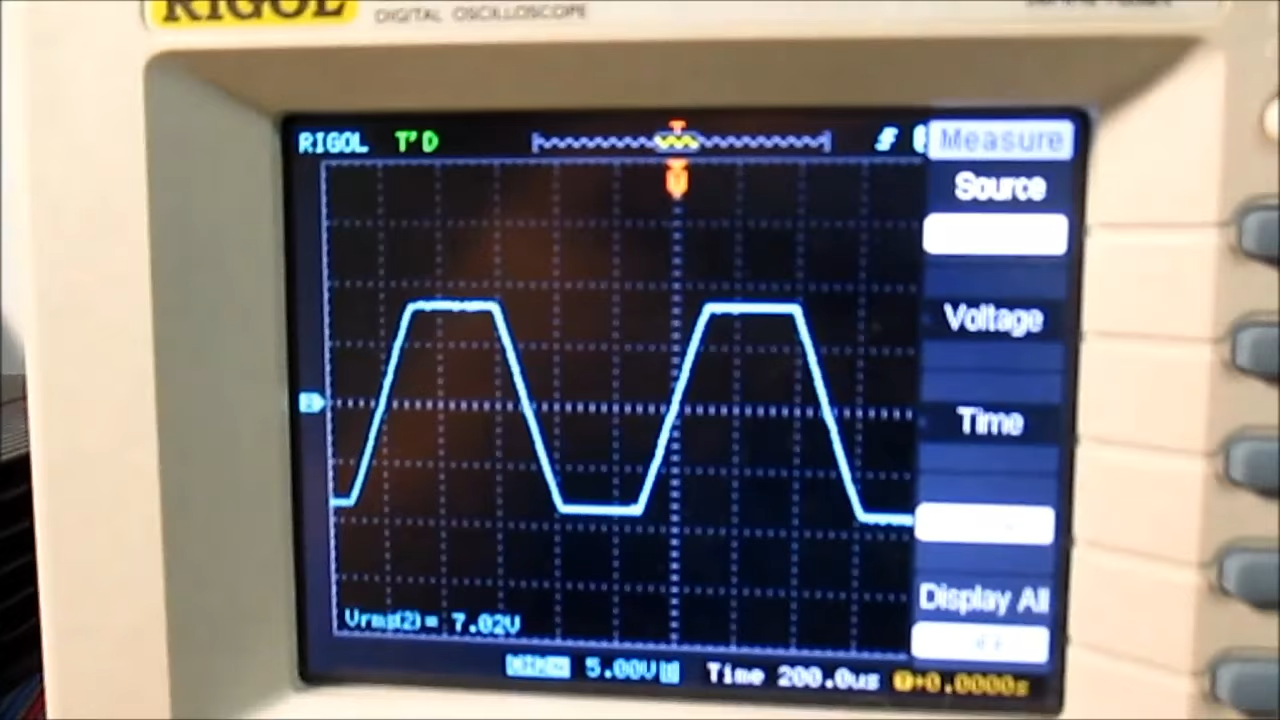 RIGOL DIGITAL OSCILLOSCOPE
RIGOL T'D
Measure
Source
Voltage
Time
Display All
Vrms(2)= 7.02V
5.00V Time 200.0us +0.0000s